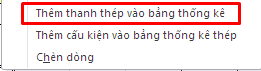 Thêm thanh thép vào bảng thống kê
Thêm cấu kiện vào bảng thống kê thép
Chèn dòng